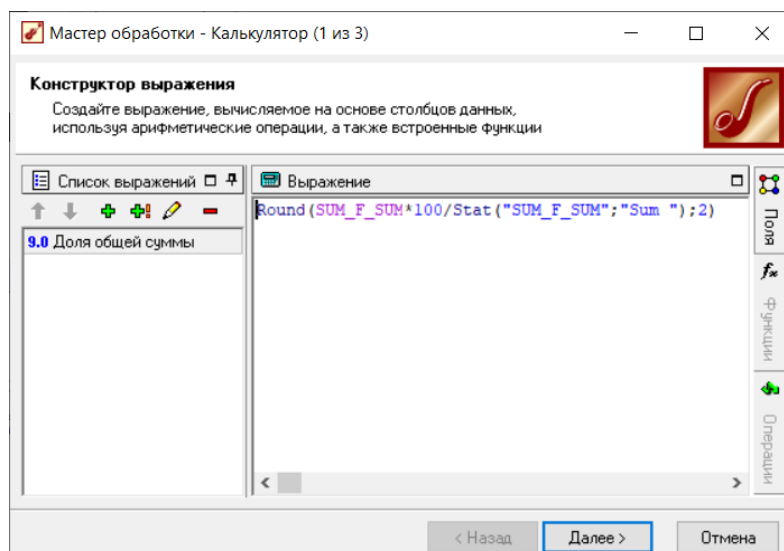 Мастер обработки - Калькулятор (1 из 3)
Конструктор выражения
Создайте выражение, вычисляемое на основе столбцов данных,
используя арифметические операции, а также встроенные функции
Список выражений
Выражение
Round(SUM_F_SUM*100/Stat("SUM_F_SUM";"Sum ");2)
9.0 Доля общей суммы
Поля
fx
Функции
Операции
< Назад
Далее >
Отмена